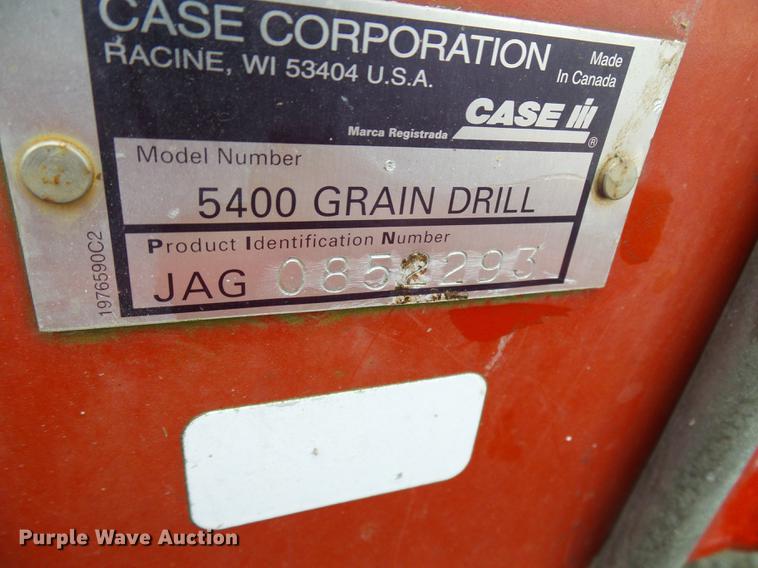 CASE CORPORATION
RACINE, WI 53404 U.S.A.
Made
In Canada
CASE IH
®
Marca Registrada
Model Number
5400 GRAIN DRILL
Product Identification Number
JAG 0852293
1976590C2
Purple Wave Auction®